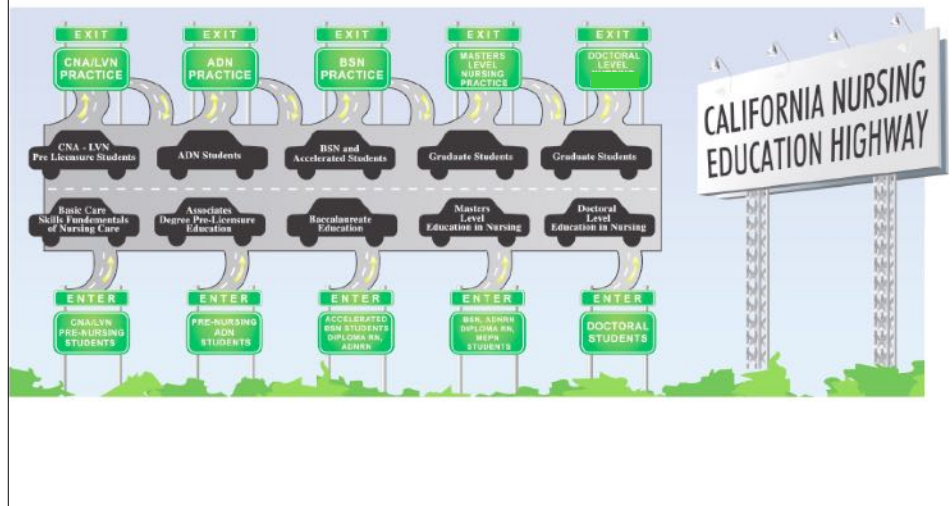 EXIT
CNA/LVN
PRACTICE
EXIT
ADN
PRACTICE
EXIT
BSN
PRACTICE
EXIT
MASTERS
LEVEL
NURSING
PRACTICE
EXIT
DOCTORAL
LEVEL
CALIFORNIA NURSING
EDUCATION HIGHWAY
CNA - LVN
Pre Licensure Students
ADN Students
BSN and
Accelerated Students
Graduate Students
Graduate Students
Basic Care
Skills Fundementals
of Nursing Care
Associates
Degree Pre-Licensure
Education
Baccalaureate
Education
Masters
Level
Education in Nursing
Doctoral
Level
Education in Nursing
ENTER
CNA/LYN
PRE-NURSING
STUDENTS
ENTER
PRE-NURSING
ADN
STUDENTS
ENTER
ACCELERATED
BSN STUDENTS
DIPLOMA RN,
ADNRN
ENTER
BSN, ADNRN
DIPLOMA RN,
MEPN
STUDENTS
ENTER
DOCTORAL
STUDENTS